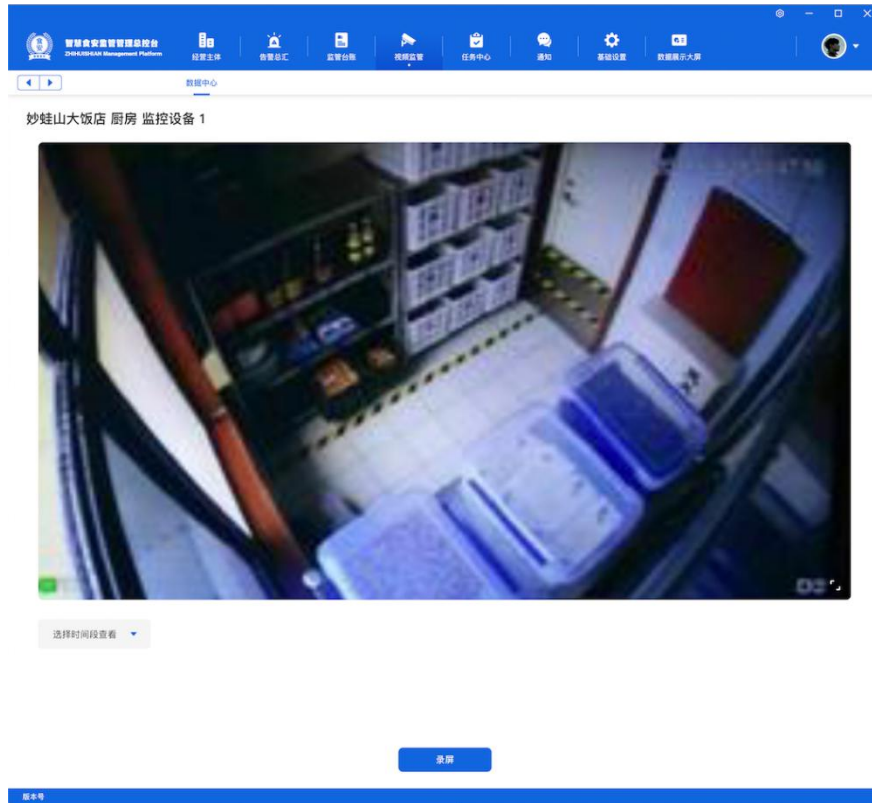 智慧食安监管管理总控台
ZHIHUISHIAN Management Platform
经营主体
告警总汇
监管台账
视频监管
任务中心
通知
基础设置
数据展示大屏
数据中心
妙蛙山大饭店 厨房 监控设备 1
选择时间段查看
录屏
版本号